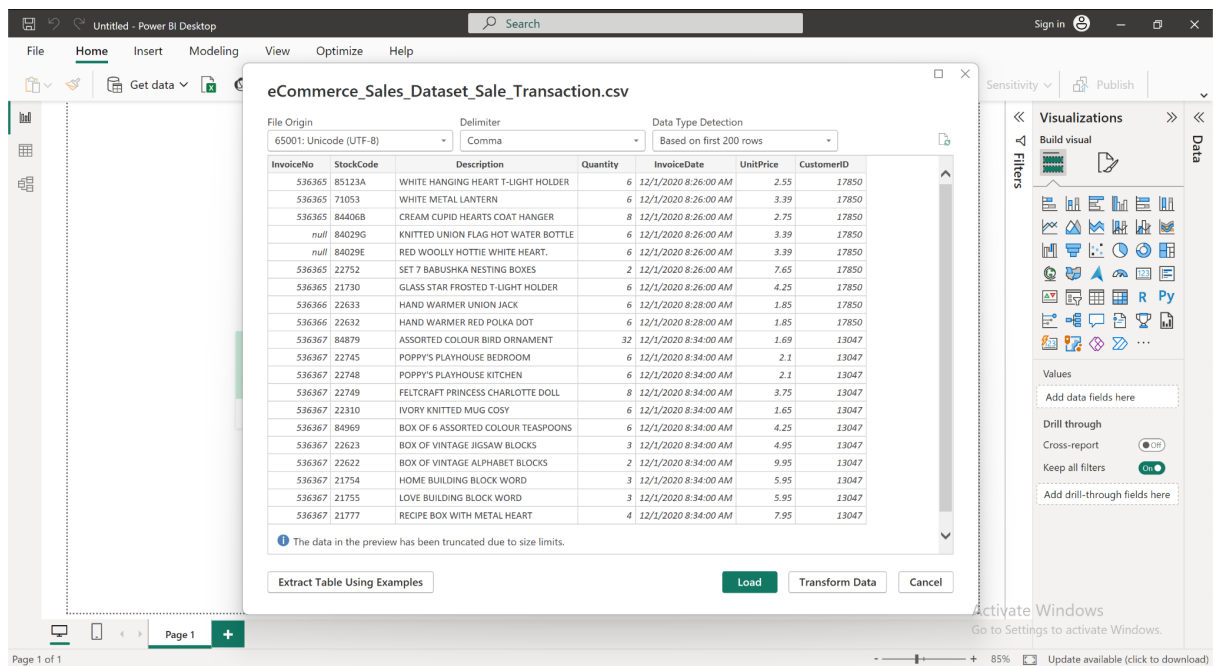 Untitled - Power BI Desktop
Search
Sign in
File Home Insert Modeling View Optimize Help
Get data
Sensitivity
Publish
eCommerce_Sales_Dataset_Sale_Transaction.csv
File Origin Delimiter Data Type Detection
65001: Unicode (UTF-8) Comma Based on first 200 rows
InvoiceNo StockCode Description Quantity InvoiceDate UnitPrice CustomerID
536365 85123A WHITE HANGING HEART T-LIGHT HOLDER 6 12/1/2020 8:26:00 AM 2.55 17850
536365 71053 WHITE METAL LANTERN 6 12/1/2020 8:26:00 AM 3.39 17850
536365 84406B CREAM CUPID HEARTS COAT HANGER 8 12/1/2020 8:26:00 AM 2.75 17850
null 84029G KNITTED UNION FLAG HOT WATER BOTTLE 6 12/1/2020 8:26:00 AM 3.39 17850
null 84029E RED WOOLLY HOTTIE WHITE HEART. 6 12/1/2020 8:26:00 AM 3.39 17850
536365 22752 SET 7 BABUSHKA NESTING BOXES 2 12/1/2020 8:26:00 AM 7.65 17850
536365 21730 GLASS STAR FROSTED T-LIGHT HOLDER 6 12/1/2020 8:26:00 AM 4.25 17850
536366 22633 HAND WARMER UNION JACK 6 12/1/2020 8:28:00 AM 1.85 17850
536366 22632 HAND WARMER RED POLKA DOT 6 12/1/2020 8:28:00 AM 1.85 17850
536367 84879 ASSORTED COLOUR BIRD ORNAMENT 32 12/1/2020 8:34:00 AM 1.69 13047
536367 22745 POPPY'S PLAYHOUSE BEDROOM 6 12/1/2020 8:34:00 AM 2.1 13047
536367 22748 POPPY'S PLAYHOUSE KITCHEN 6 12/1/2020 8:34:00 AM 2.1 13047
536367 22749 FELTCRAFT PRINCESS CHARLOTTE DOLL 8 12/1/2020 8:34:00 AM 3.75 13047
536367 22310 IVORY KNITTED MUG COSY 6 12/1/2020 8:34:00 AM 1.65 13047
536367 84969 BOX OF 6 ASSORTED COLOUR TEASPOONS 6 12/1/2020 8:34:00 AM 4.25 13047
536367 22623 BOX OF VINTAGE JIGSAW BLOCKS 3 12/1/2020 8:34:00 AM 4.95 13047
536367 22622 BOX OF VINTAGE ALPHABET BLOCKS 2 12/1/2020 8:34:00 AM 9.95 13047
536367 21754 HOME BUILDING BLOCK WORD 3 12/1/2020 8:34:00 AM 5.95 13047
536367 21755 LOVE BUILDING BLOCK WORD 3 12/1/2020 8:34:00 AM 5.95 13047
536367 21777 RECIPE BOX WITH METAL HEART 4 12/1/2020 8:34:00 AM 7.95 13047
The data in the preview has been truncated due to size limits.
Extract Table Using Examples
Load
Transform Data
Cancel
Filters
Visualizations
Build visual
123
R Py
Values
Add data fields here
Drill through
Cross-report Off
Keep all filters On
Add drill-through fields here
Data
Activate Windows
Go to Settings to activate Windows.
Page 1
+
Page 1 of 1
- + 85%
Update available (click to download)